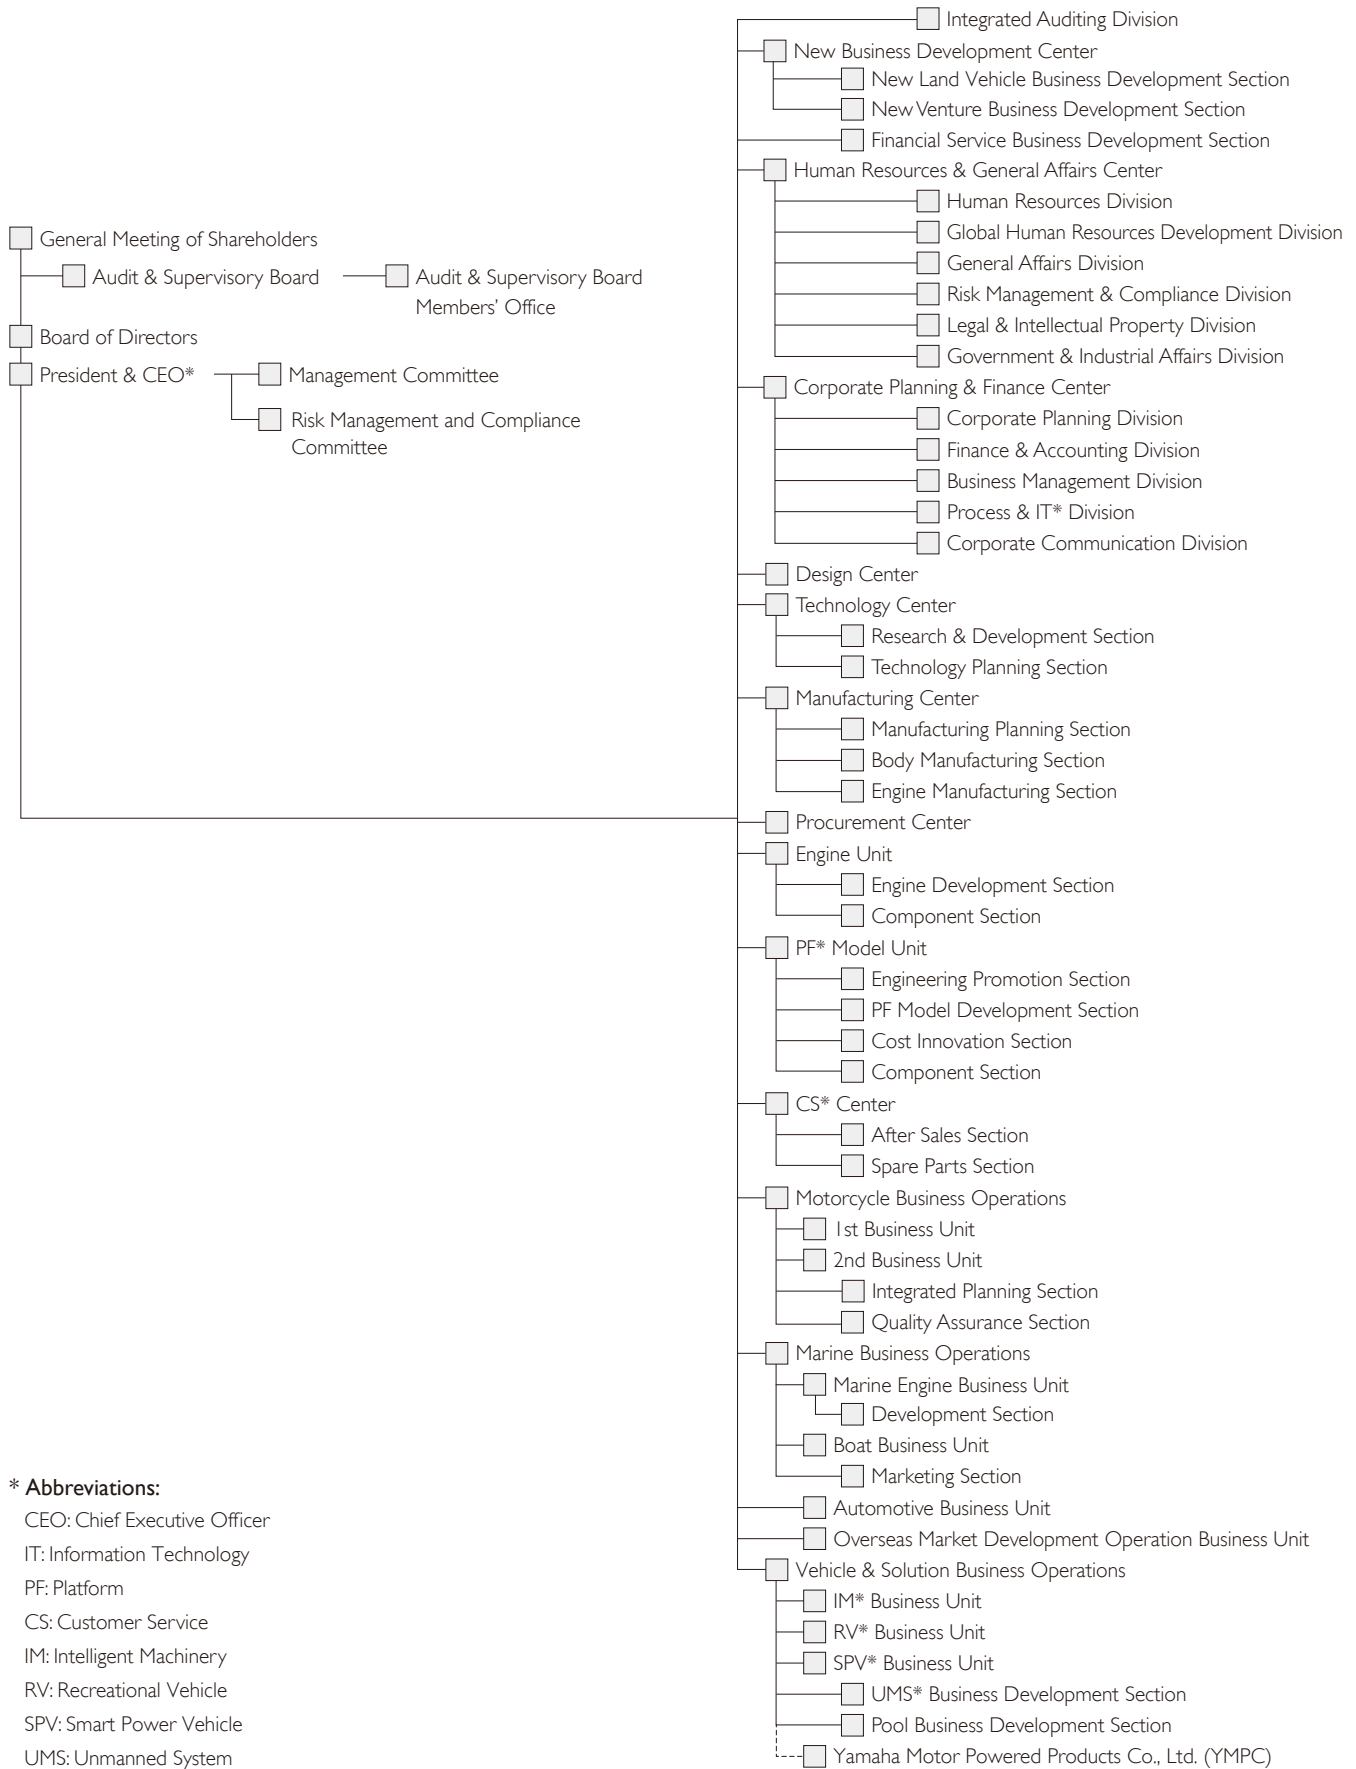 General Meeting of Shareholders
Audit & Supervisory Board
Audit & Supervisory Board
Members' Office
Board of Directors
President & CEO*
Management Committee
Risk Management and Compliance
Committee
Integrated Auditing Division
New Business Development Center
New Land Vehicle Business Development Section
New Venture Business Development Section
Financial Service Business Development Section
Human Resources & General Affairs Center
Human Resources Division
Global Human Resources Development Division
General Affairs Division
Risk Management & Compliance Division
Legal & Intellectual Property Division
Government & Industrial Affairs Division
Corporate Planning & Finance Center
Corporate Planning Division
Finance & Accounting Division
Business Management Division
Process & IT* Division
Corporate Communication Division
Design Center
Technology Center
Research & Development Section
Technology Planning Section
Manufacturing Center
Manufacturing Planning Section
Body Manufacturing Section
Engine Manufacturing Section
Procurement Center
Engine Unit
Engine Development Section
Component Section
PF* Model Unit
Engineering Promotion Section
PF Model Development Section
Cost Innovation Section
Component Section
CS* Center
After Sales Section
Spare Parts Section
Motorcycle Business Operations
1st Business Unit
2nd Business Unit
Integrated Planning Section
Quality Assurance Section
Marine Business Operations
Marine Engine Business Unit
Development Section
Boat Business Unit
Marketing Section
Automotive Business Unit
Overseas Market Development Operation Business Unit
Vehicle & Solution Business Operations
IM* Business Unit
RV* Business Unit
SPV* Business Unit
UMS* Business Development Section
Pool Business Development Section
Yamaha Motor Powered Products Co., Ltd. (YMPC)
* Abbreviations:
CEO: Chief Executive Officer
IT: Information Technology
PF: Platform
CS: Customer Service
IM: Intelligent Machinery
RV: Recreational Vehicle
SPV: Smart Power Vehicle
UMS: Unmanned System